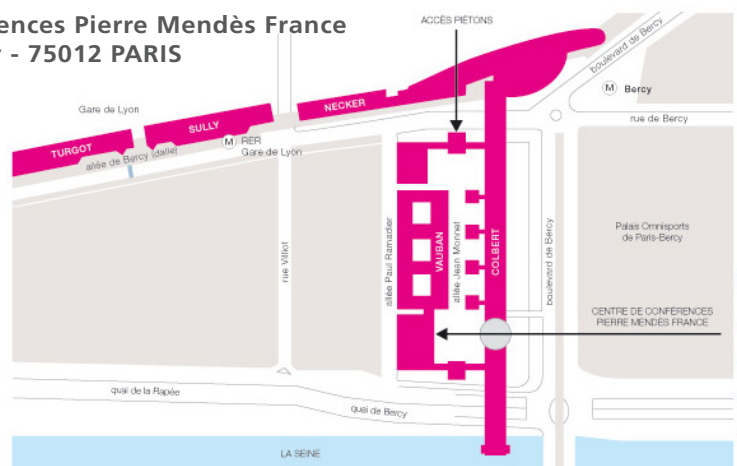 ences Pierre Mendès France
- 75012 PARIS
ACCÈS PIÉTONS
boulevard de Bercy
M Bercy
rue de Bercy
Gare de Lyon
NECKER
SULLY
TURGOT
M RER
Gare de Lyon
allée de Bercy (dalle)
rue Villiot
allée Paul Ramadier
VAUBAN
allée Jean Monnet
COLBERT
boulevard de Bercy
Palais Omnisports
de Paris-Bercy
CENTRE DE CONFÉRENCES
PIERRE MENDÈS FRANCE
quai de la Rapée
quai de Bercy
LA SEINE